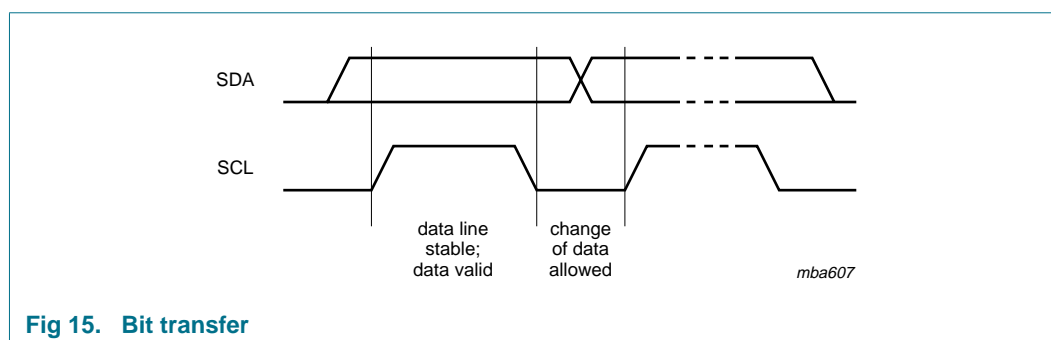 SDA
SCL
data line
stable;
data valid
change
of data
allowed
mba607
Fig 15. Bit transfer